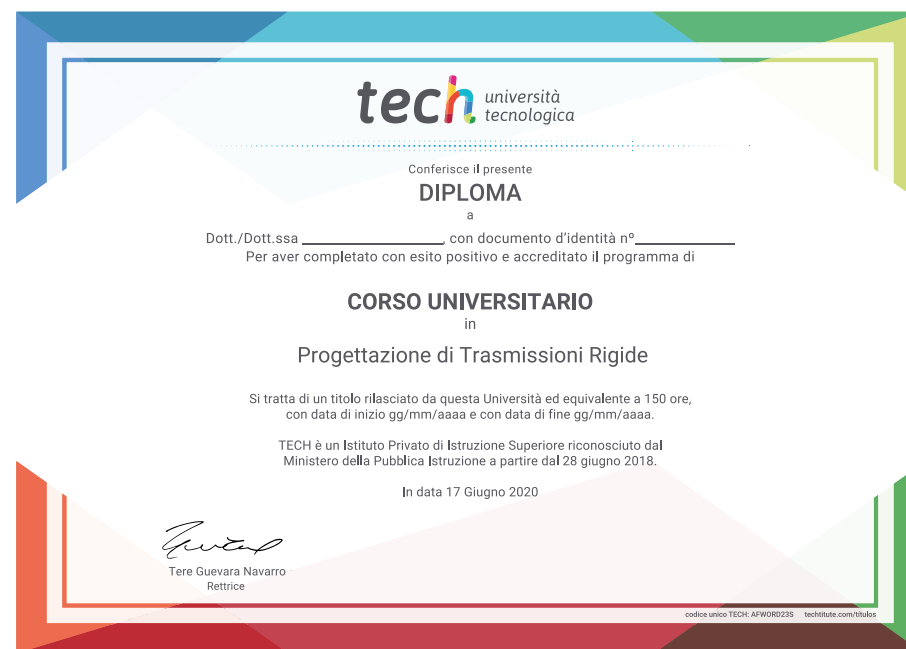 tech università
tecnologica
Conferisce il presente
DIPLOMA
a
Dott./Dott.ssa ____________________, con documento d'identità nº______________
Per aver completato con esito positivo e accreditato il programma di
CORSO UNIVERSITARIO
in
Progettazione di Trasmissioni Rigide
Si tratta di un titolo rilasciato da questa Università ed equivalente a 150 ore,
con data di inizio gg/mm/aaaa e con data di fine gg/mm/aaaa.
TECH è un Istituto Privato di Istruzione Superiore riconosciuto dal
Ministero della Pubblica Istruzione a partire dal 28 giugno 2018.
In data 17 Giugno 2020
Tere Guevara Navarro
Rettrice
codice unico TECH: AFWORD23S techtitute.com/titulos